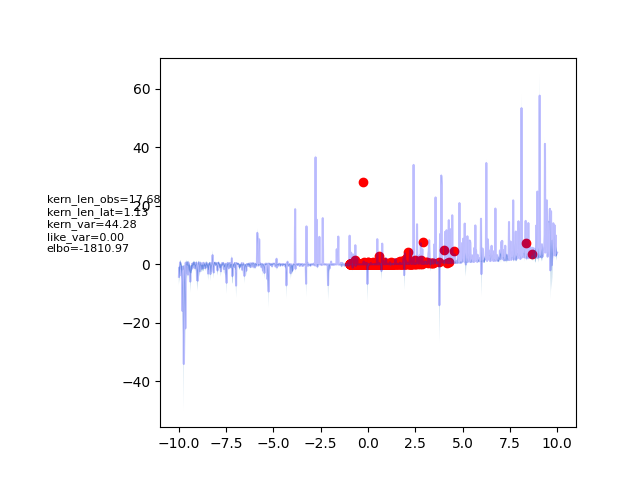 60
40
20
0
−20
−40
kern_len_obs=17.68
kern_len_lat=1.13
kern_var=44.28
like_var=0.00
elbo=-1810.97
−10.0 −7.5 −5.0 −2.5 0.0 2.5 5.0 7.5 10.0